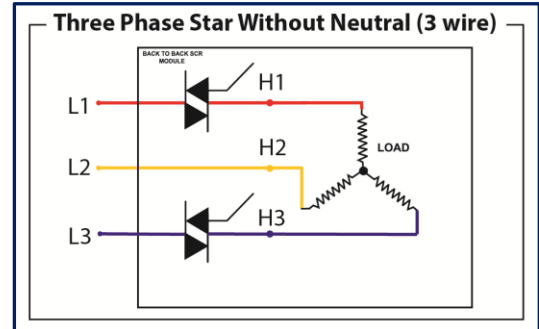 Three Phase Star Without Neutral (3 wire)
BACK TO BACK SCR
MODULE
H1
L1
H2
LOAD
L2
H3
L3